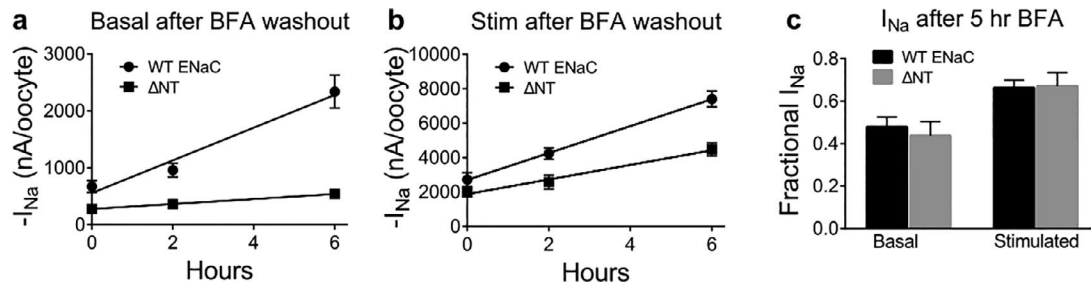 a Basal after BFA washout
3000
2000
1000
0
-I_Na (nA/oocyte)
WT ENaC
ΔNT
0 2 4 6
Hours
b Stim after BFA washout
10000
8000
6000
4000
2000
0
-I_Na (nA/oocyte)
WT ENaC
ΔNT
0 2 4 6
Hours
c I_Na after 5 hr BFA
0.8
0.6
0.4
0.2
0.0
Fractional I_Na
WT ENaC
ΔNT
Basal Stimulated